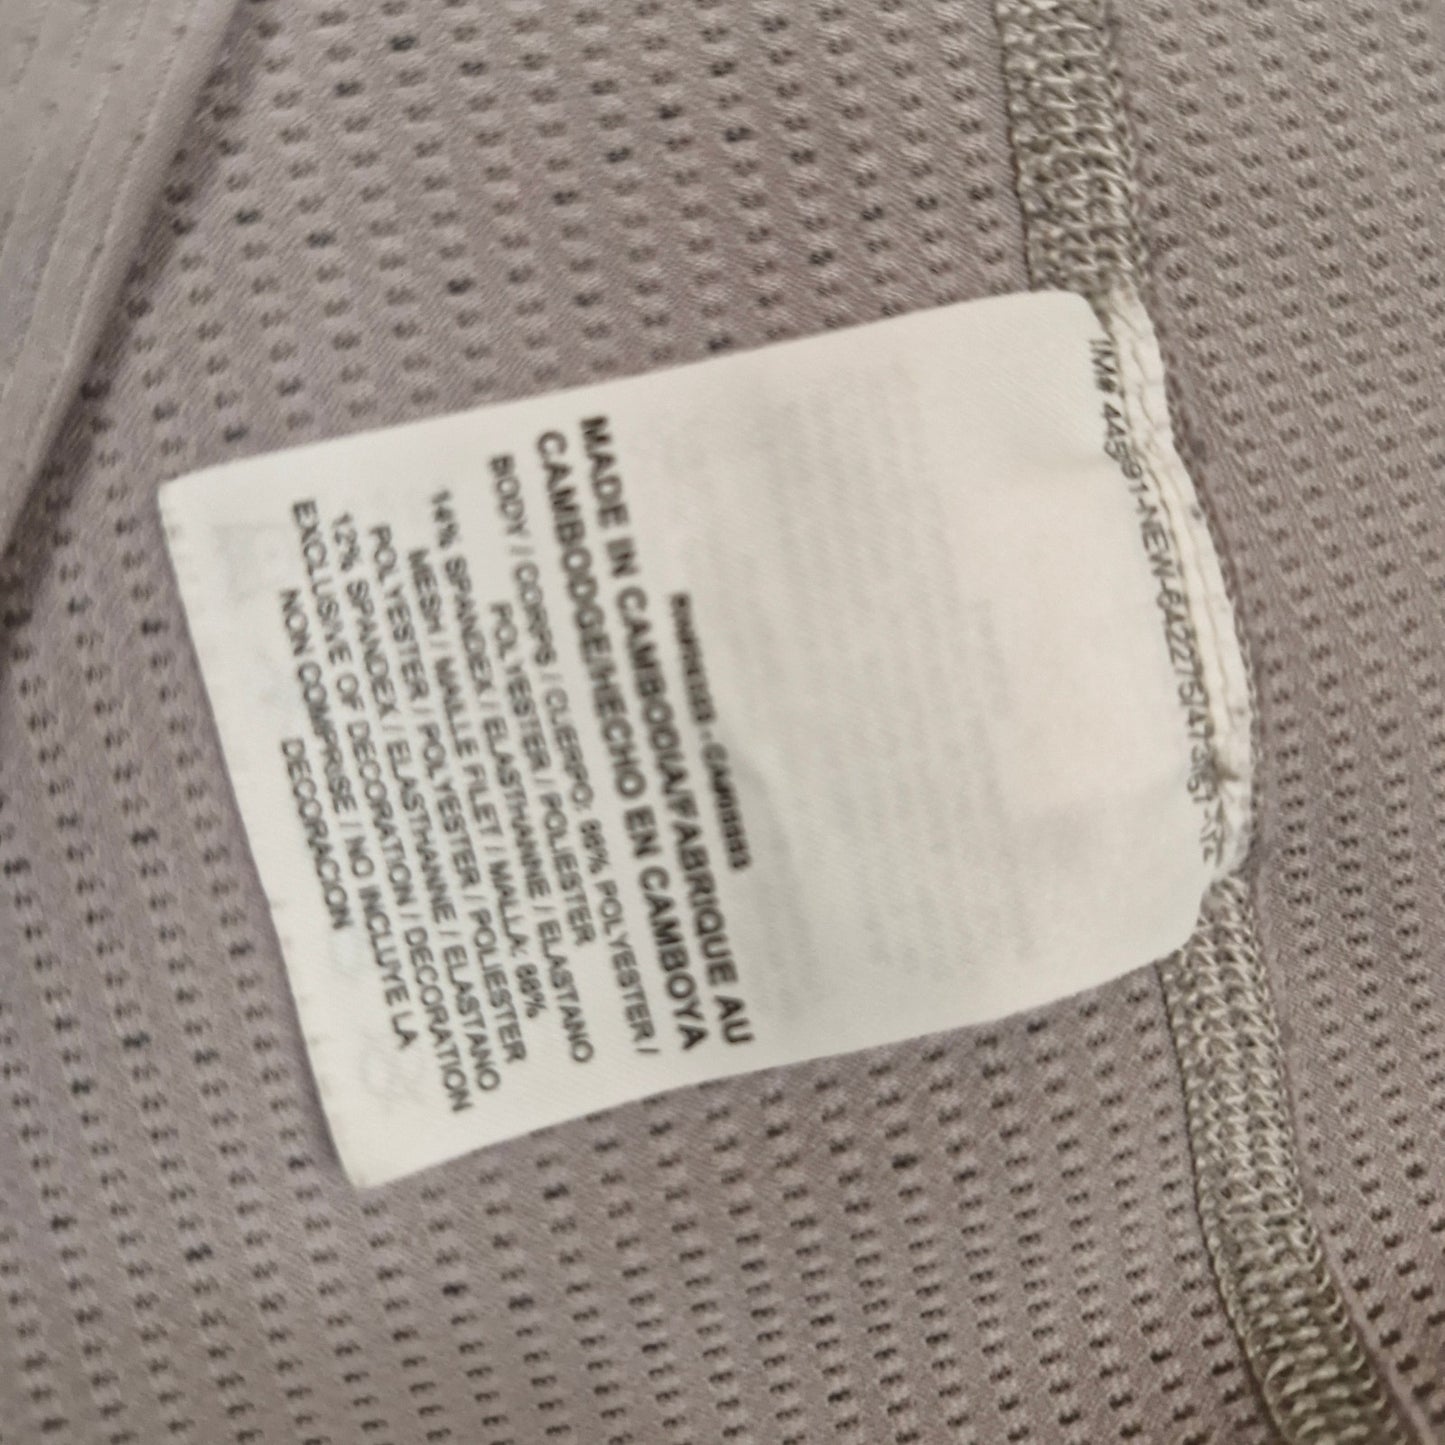 MADE IN CAMBODIA/FABRIQUE AU
CAMBODGE/HECHO EN CAMBOYA
BODY / CORPS / CUERPO: 86% POLYESTER /
POLYESTER / POLIESTER
14% SPANDEX / ELASTHANNE / ELASTANO
MESH / MAILLE FILET / MALLA: 88%
POLYESTER / POLYESTER / POLIESTER
12% SPANDEX / ELASTHANNE / ELASTANO
EXCLUSIVE OF DECORATION / DECORATION
NON COMPRISE / NO INCLUYE LA
DECORACION